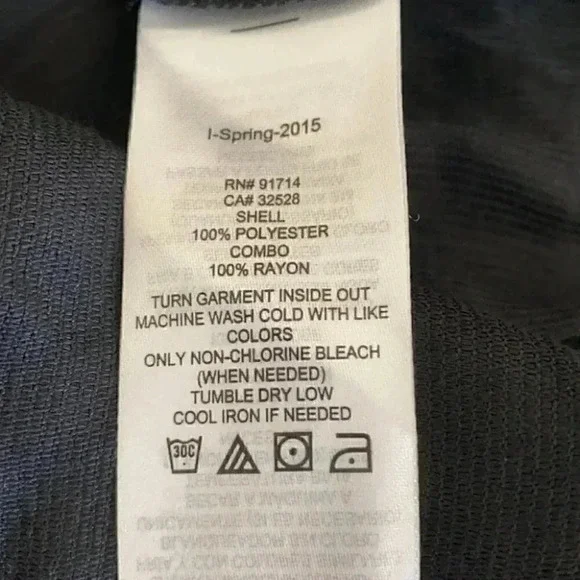 I-Spring-2015
RN# 91714
CA# 32528
SHELL
100% POLYESTER
COMBO
100% RAYON
TURN GARMENT INSIDE OUT
MACHINE WASH COLD WITH LIKE
COLORS
ONLY NON-CHLORINE BLEACH
(WHEN NEEDED)
TUMBLE DRY LOW
COOL IRON IF NEEDED
30C